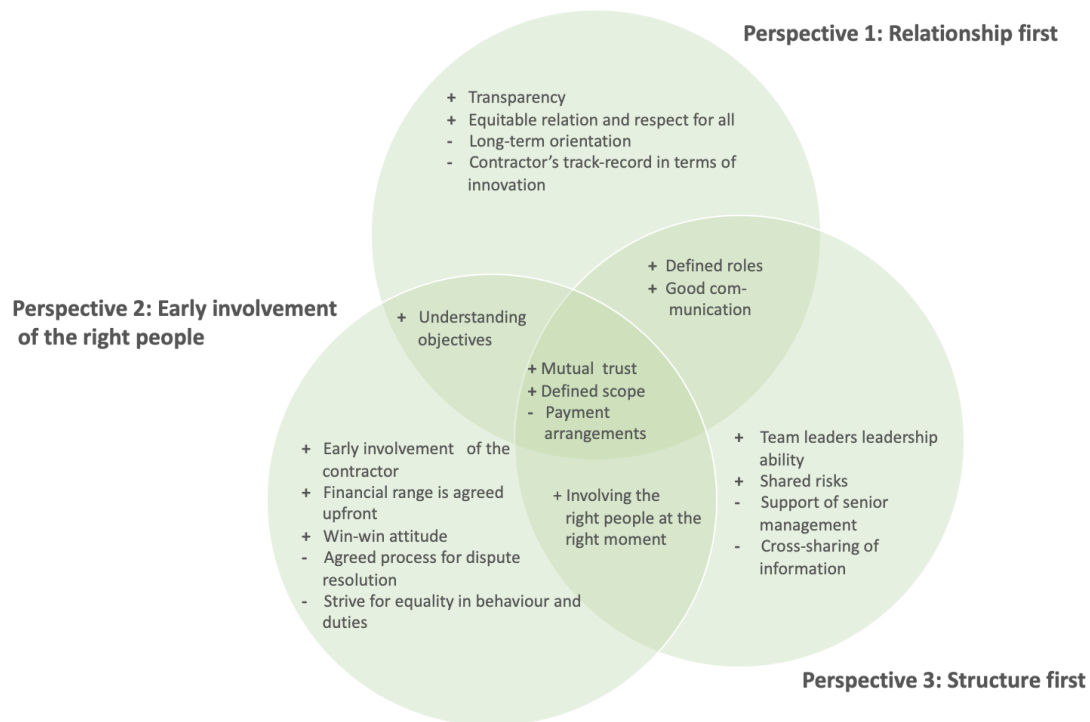 Perspective 1: Relationship first
+ Transparency
+ Equitable relation and respect for all
- Long-term orientation
- Contractor's track-record in terms of
innovation
+ Defined roles
+ Good com-
munication
Perspective 2: Early involvement
of the right people
+ Understanding
objectives
+ Mutual trust
+ Defined scope
- Payment
arrangements
+ Early involvement of the
contractor
+ Financial range is agreed
upfront
+ Win-win attitude
- Agreed process for dispute
resolution
- Strive for equality in behaviour and
duties
+ Involving the
right people at the
right moment
+ Team leaders leadership
ability
+ Shared risks
- Support of senior
management
- Cross-sharing of
information
Perspective 3: Structure first